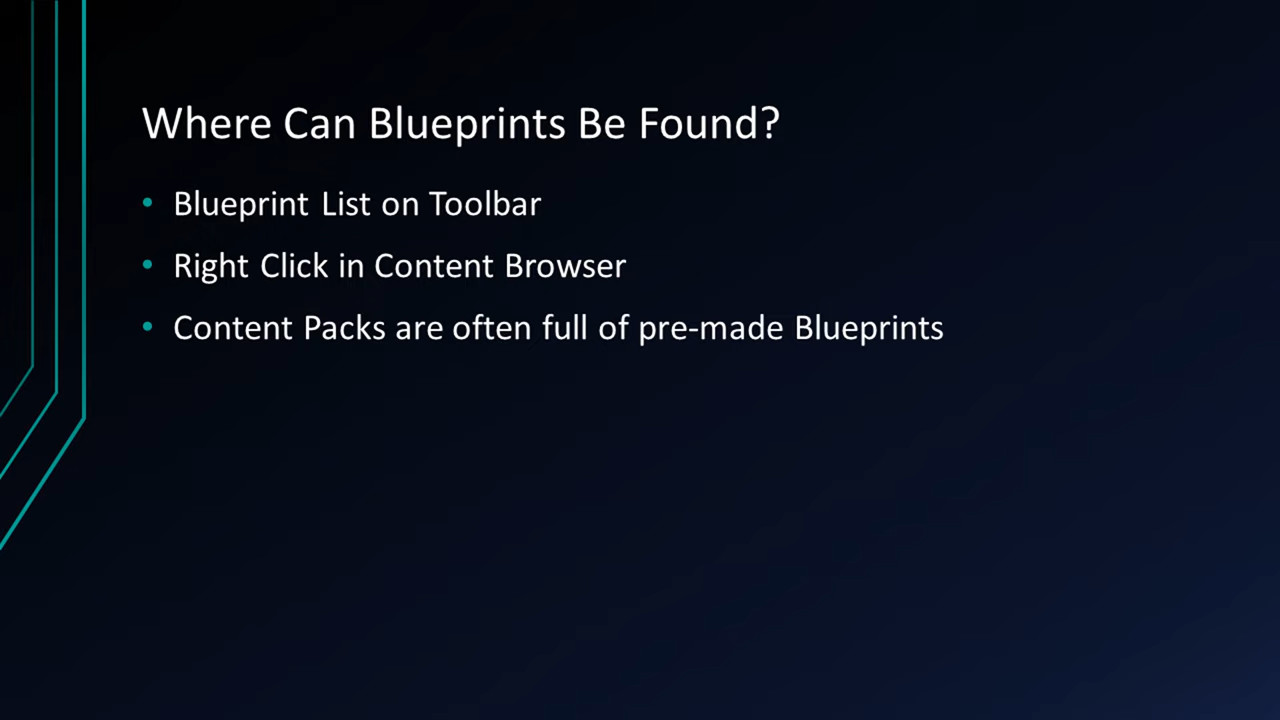 Where Can Blueprints Be Found?
• Blueprint List on Toolbar
• Right Click in Content Browser
• Content Packs are often full of pre-made Blueprints